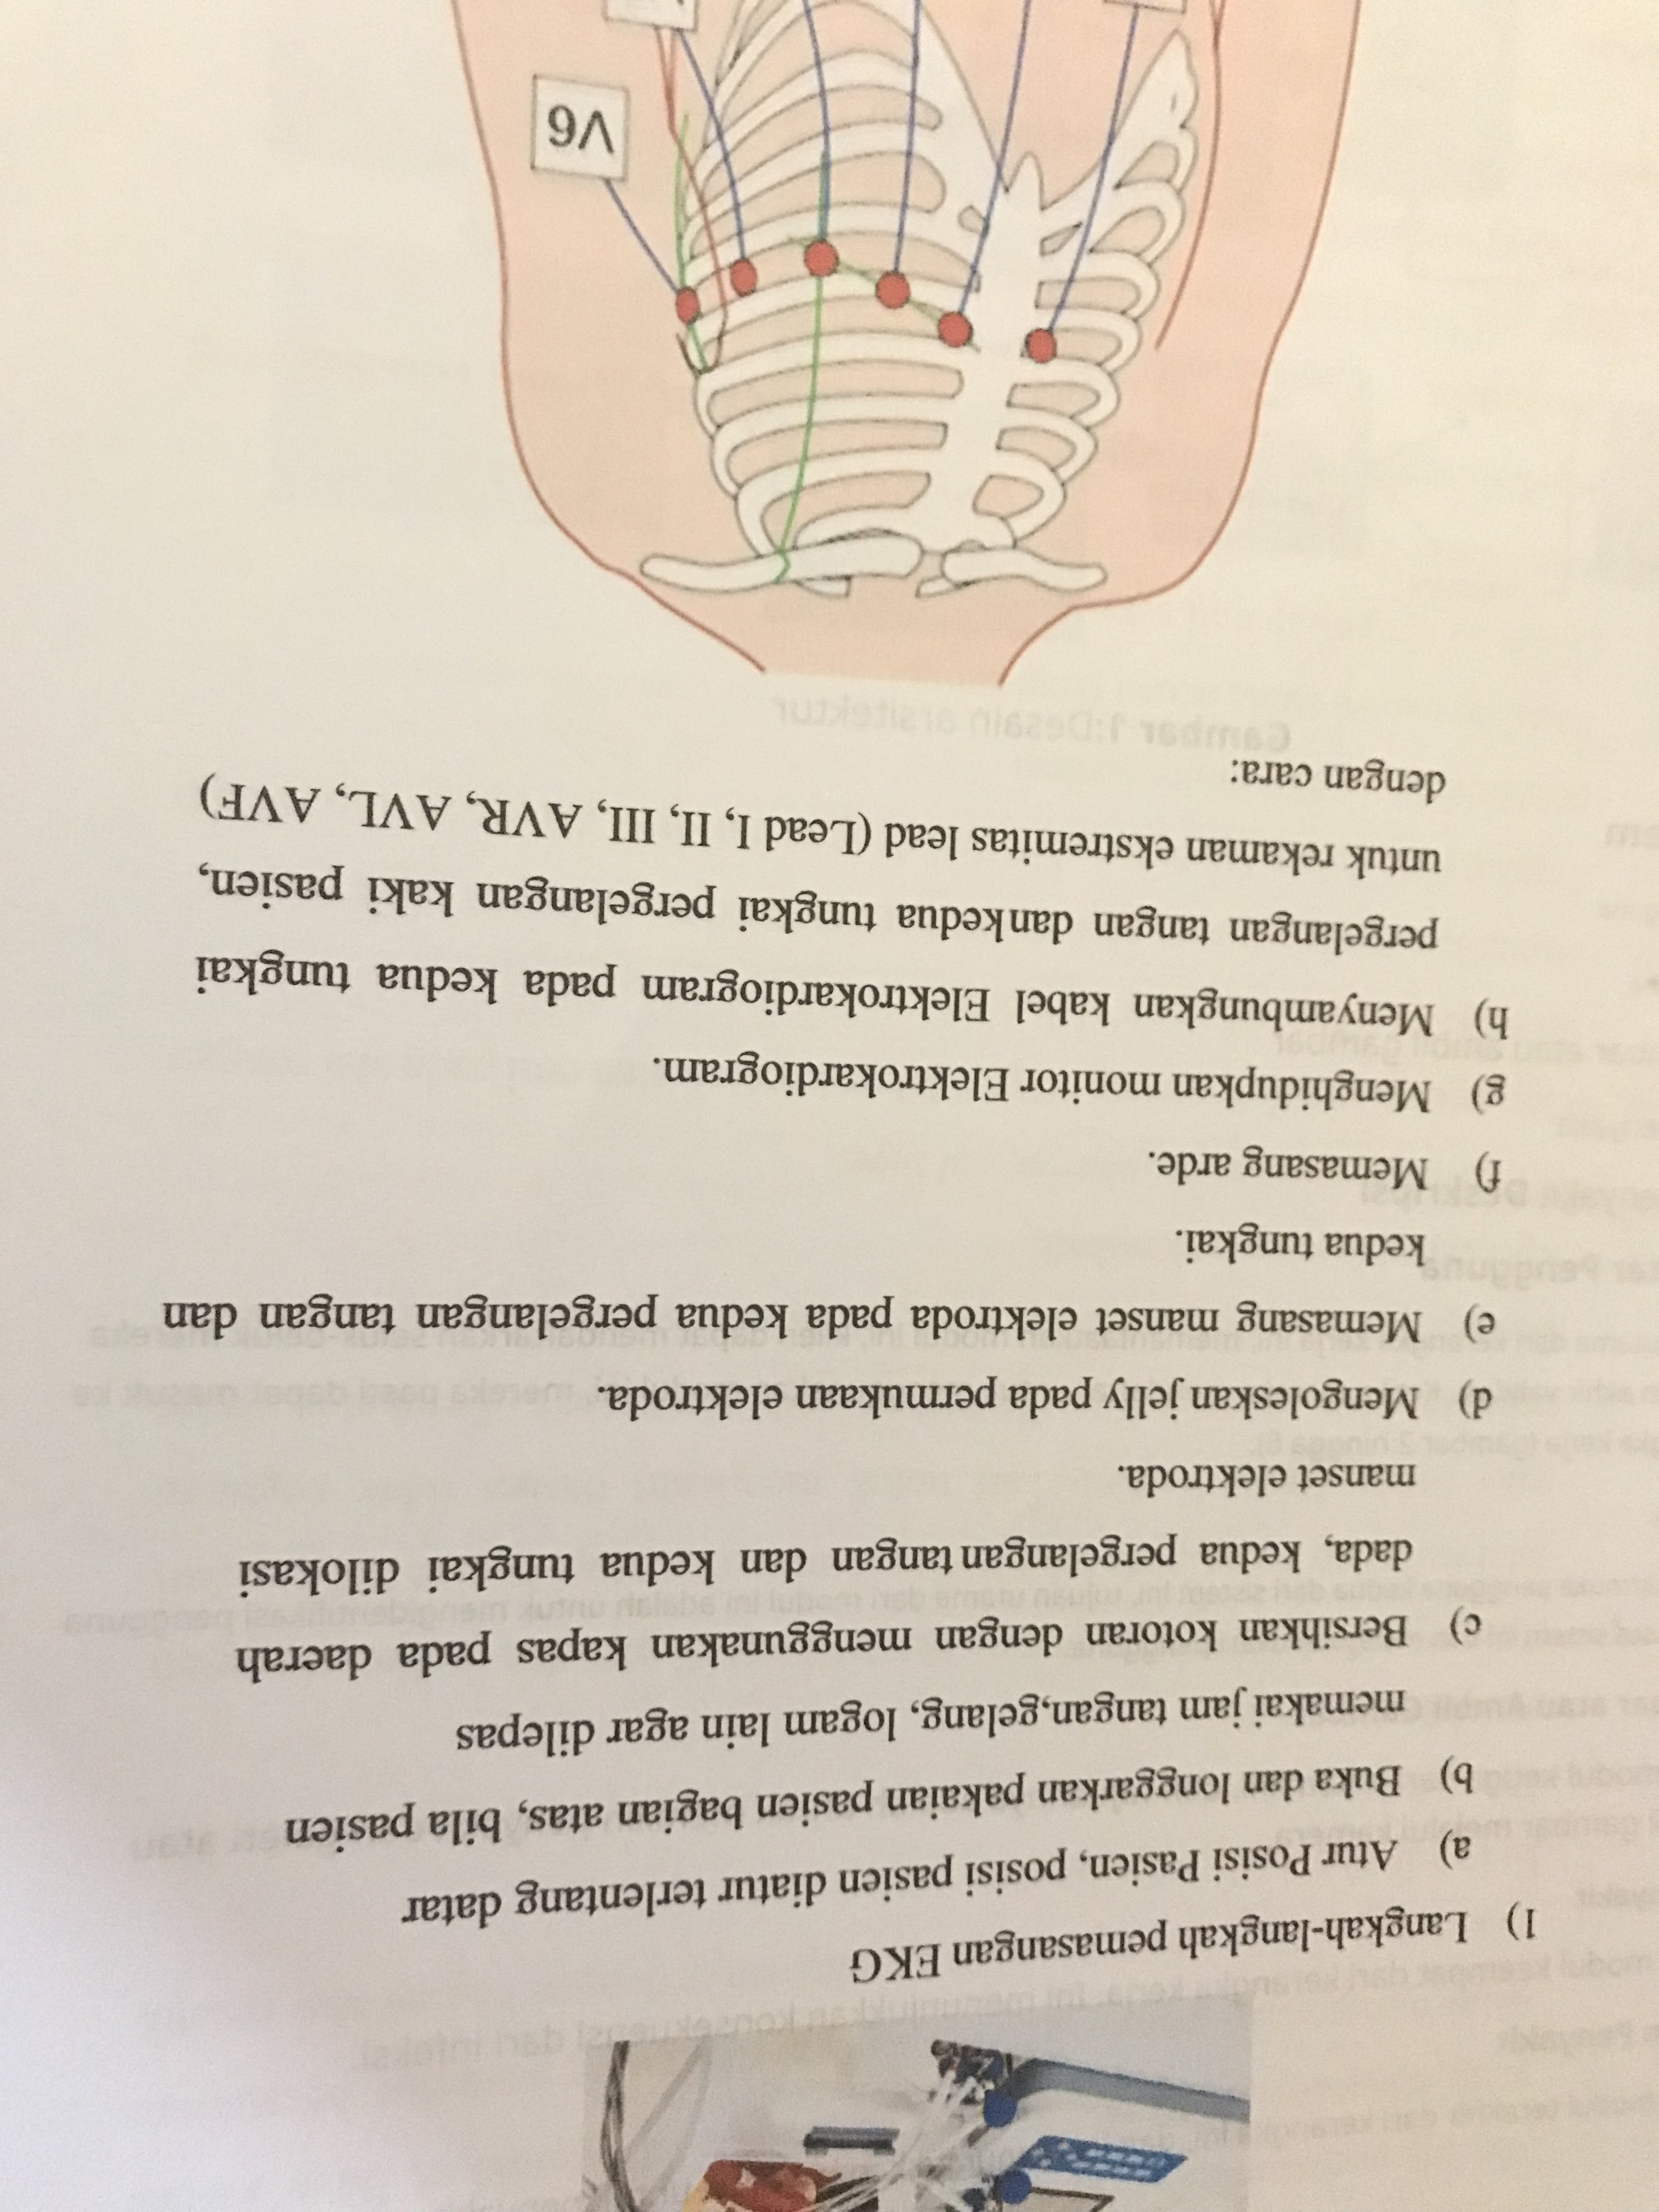 1) Langkah-langkah pemasangan EKG
a) Atur Posisi Pasien, posisi pasien diatur terlentang datar
b) Buka dan longgarkan pakaian pasien bagian atas, bila pasien
memakai jam tangan,gelang, logam lain agar dilepas
c) Bersihkan kotoran dengan menggunakan kapas pada daerah
dada, kedua pergelangan tangan dan kedua tungkai dilokasi
manset elektroda.
d) Mengoleskan jelly pada permukaan elektroda.
e) Memasang manset elektroda pada kedua pergelangan tangan dan
kedua tungkai.
f) Memasang arde.
g) Menghidupkan monitor Elektrokardiogram.
h) Menyambungkan kabel Elektrokardiogram pada kedua tungkai
pergelangan tangan dankedua tungkai pergelangan kaki pasien,
untuk rekaman ekstremitas lead (Lead I, II, III, AVR, AVL, AVF)
dengan cara:
Gambar 1:Desain arsitektur
V6